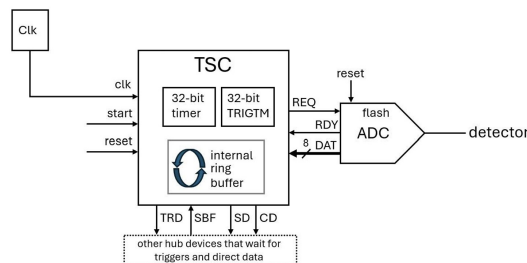 Clk
TSC
clk
start
reset
32-bit
timer
32-bit
TRIGTM
internal
ring
buffer
REQ
RDY
8
DAT
reset
flash
ADC
detector
TRD
SBF
SD
CD
other hub devices that wait for
triggers and direct data